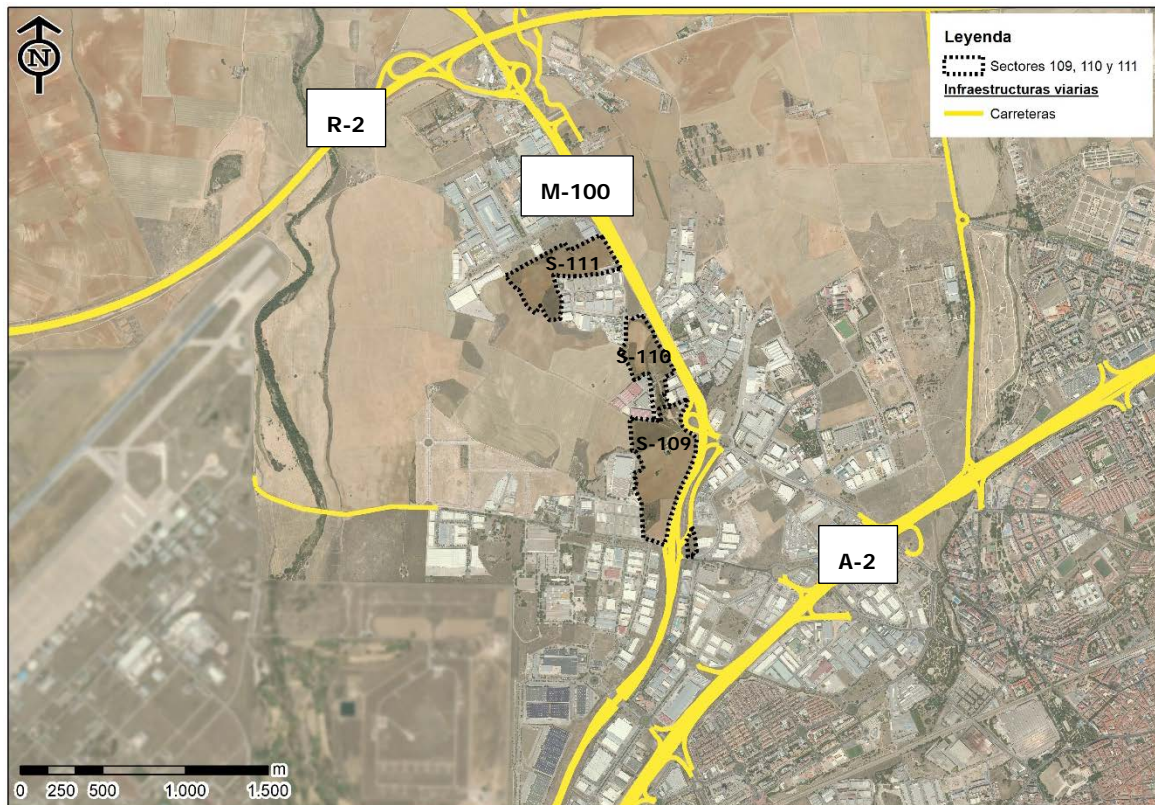 N
Leyenda
Sectores 109, 110 y 111
Infraestructuras viarias
Carreteras
R-2
M-100
S-111
S-110
S-109
A-2
m
0 250 500 1.000 1.500